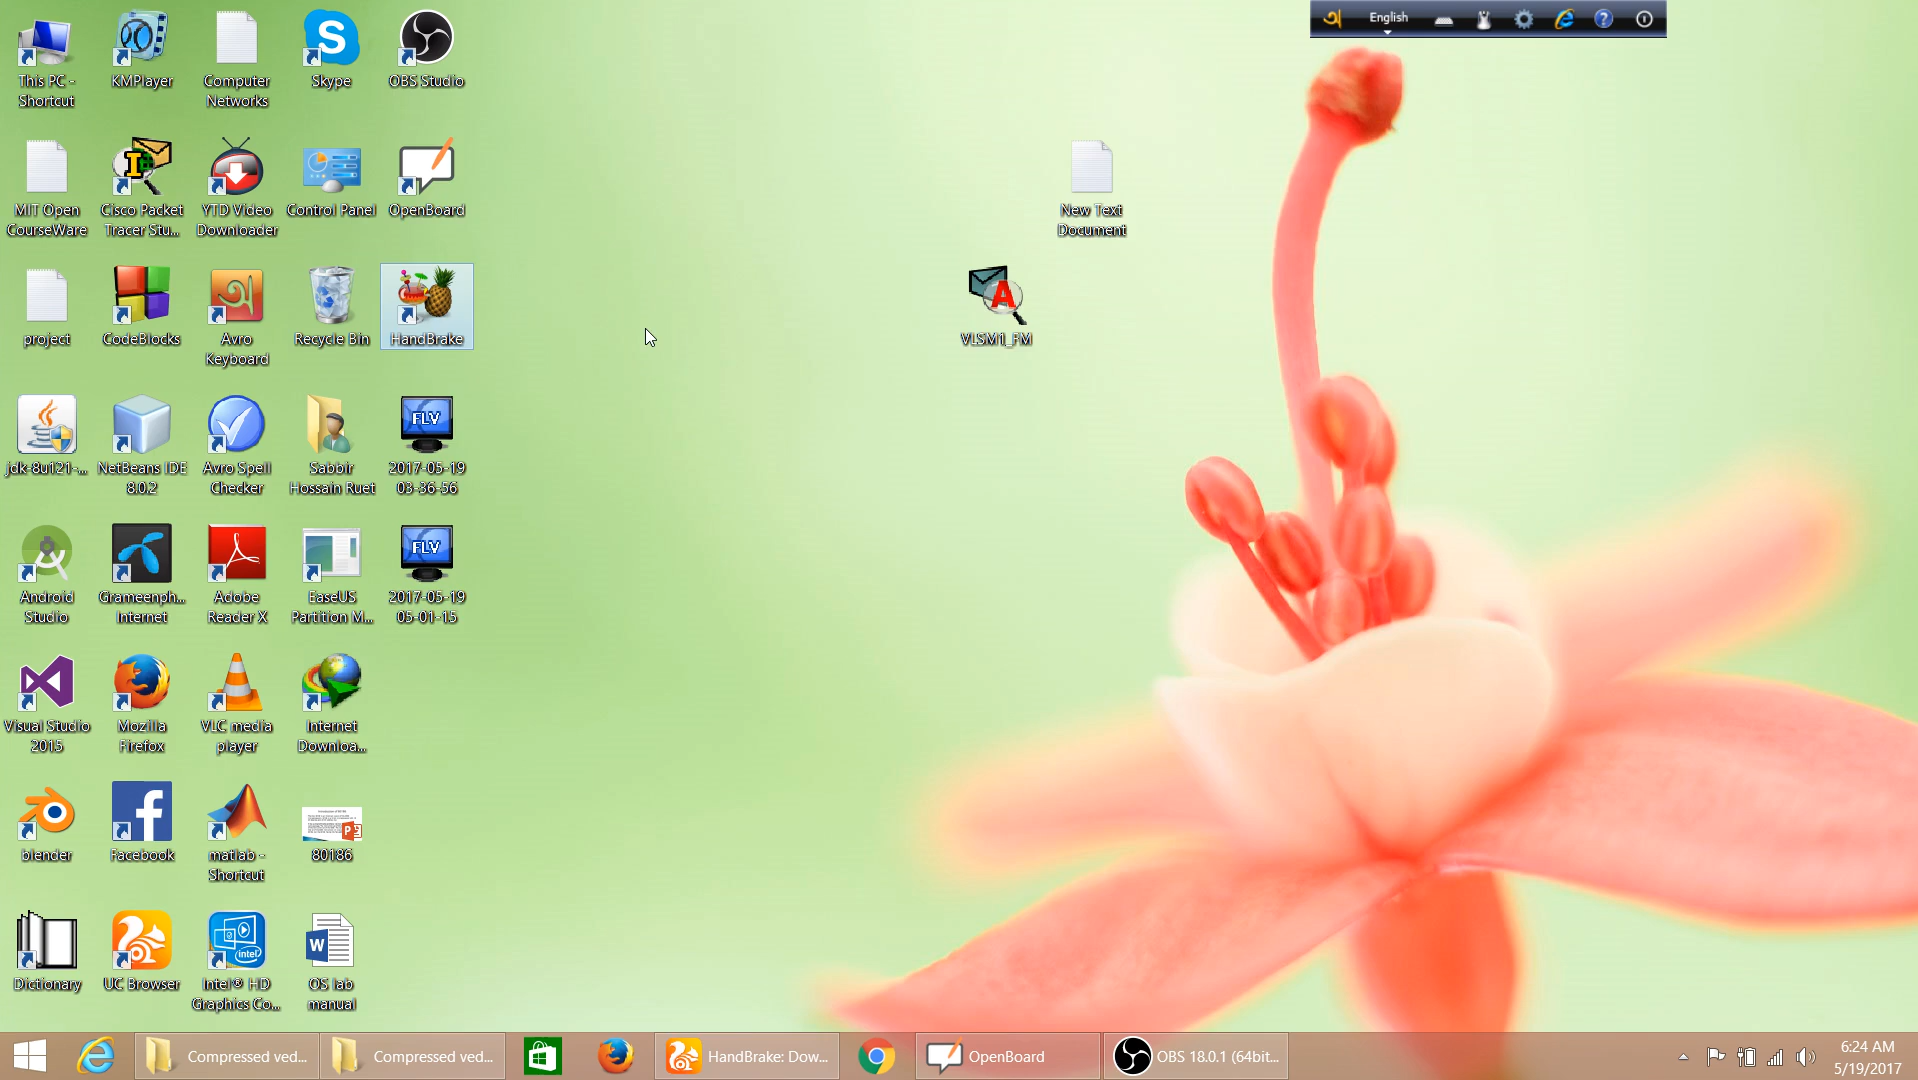 English
This PC -
Shortcut
KMPlayer
Computer
Networks
Skype
OBS Studio
MIT Open
CourseWare
Cisco Packet
Tracer Stu...
YTD Video
Downloader
Control Panel
OpenBoard
New Text
Document
project
CodeBlocks
Avro
Keyboard
Recycle Bin
HandBrake
VLSM1_FM
jdk-8u121-...
NetBeans IDE
8.0.2
Avro Spell
Checker
Sabbir
Hossain Ruet
FLV
2017-05-19
03-36-56
Android
Studio
Grameenph...
Internet
Adobe
Reader X
EaseUS
Partition M...
FLV
2017-05-19
05-01-15
Visual Studio
2015
Mozilla
Firefox
VLC media
player
Internet
Downloa...
blender
Facebook
matlab -
Shortcut
80186
Dictionary
UC Browser
Intel® HD
Graphics Co...
OS lab
manual
Compressed ved...
Compressed ved...
HandBrake: Dow...
OpenBoard
OBS 18.0.1 (64bit...
6:24 AM
5/19/2017